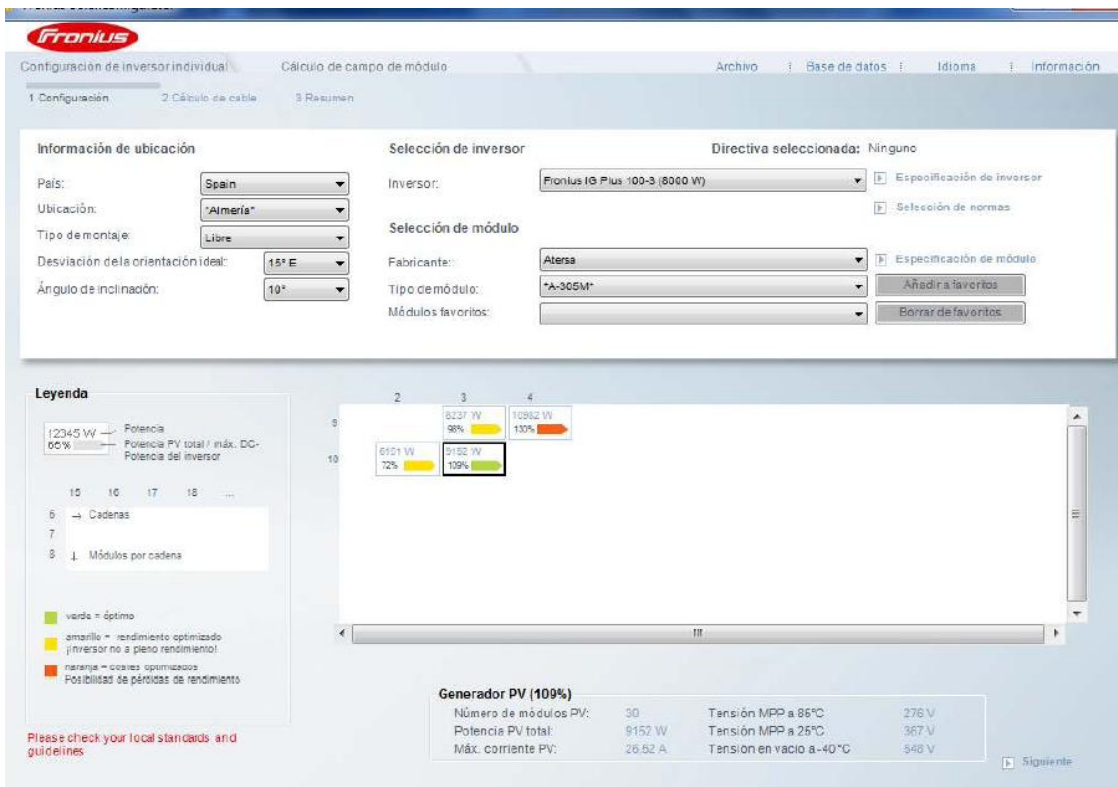 Fronius
Configuración de inversor individual Cálculo de campo de módulo Archivo Base de datos Idioma Información
1 Configuración 2 Cálculo de cable 3 Resumen
Información de ubicación Selección de inversor Directiva seleccionada: Ninguno
País: Spain Inversor: Fronius IG Plus 100-3 (8000 W) Especificación de inversor
Ubicación: "Almería" Selección de normas
Tipo de montaje: Libre Selección de módulo
Desviación de la orientación ideal: 15° E Fabricante: Atersa Especificación de módulo
Ángulo de inclinación: 10° Tipo de módulo: "A-305M" Añadir a favoritos
Módulos favoritos: Borrar de favoritos
Leyenda
12345 W Potencia
66% Potencia PV total / máx. DC-
Potencia del inversor
15 16 17 18 ...
6 → Cadenas
7
8 ↓ Módulos por cadena
verde = óptimo
amarillo = rendimiento optimizado
¡Inversor no a pleno rendimiento!
naranja = costes optimizados
Posibilidad de pérdidas de rendimiento
Please check your local standards and
guidelines
2 3 4
9 8237 W 10982 W
98% 130%
10 6101 W 9152 W
72% 109%
Generador PV (109%)
Número de módulos PV: 30 Tensión MPP a 85°C 276 V
Potencia PV total: 9152 W Tensión MPP a 25°C 367 V
Máx. corriente PV: 26,52 A Tensión en vacío a -40°C 548 V
Siguiente